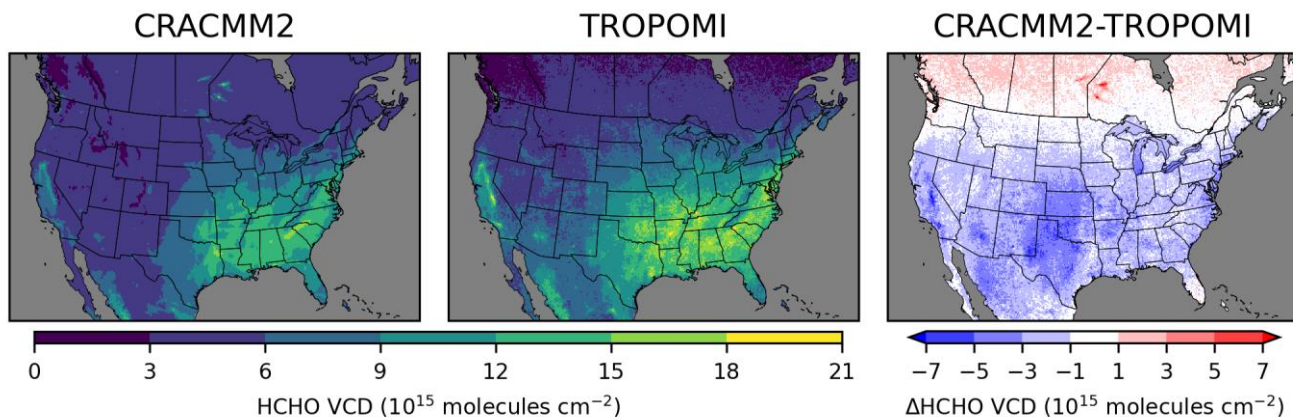 CRACMM2
TROPOMI
CRACMM2-TROPOMI
0 3 6 9 12 15 18 21
−7 −5 −3 −1 1 3 5 7
HCHO VCD (10¹⁵ molecules cm⁻²)
ΔHCHO VCD (10¹⁵ molecules cm⁻²)